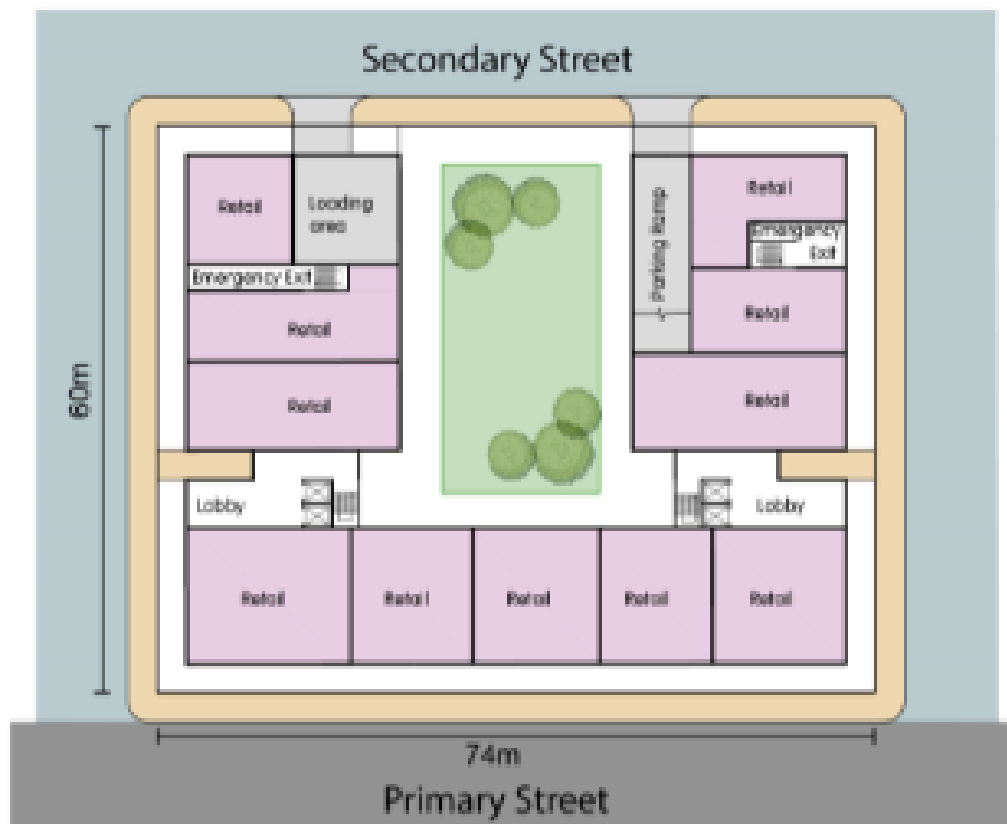 Secondary Street
Retail
Loading
area
Parking Ramp
Retail
Emergency
Exit
Emergency Exit
Retail
Retail
60m
Retail
Retail
Lobby
Lobby
Retail
Retail
Retail
Retail
Retail
74m
Primary Street